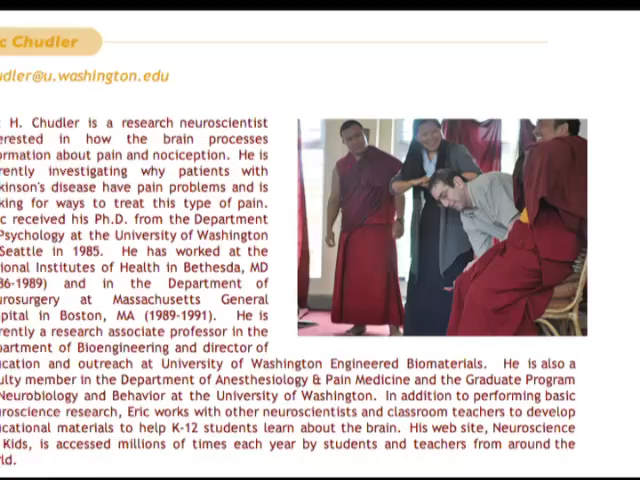 c Chudler
udler@u.washington.edu
H. Chudler is a research neuroscientist
erested in how the brain processes
ormation about pain and nociception. He is
rently investigating why patients with
kinson's disease have pain problems and is
king for ways to treat this type of pain.
c received his Ph.D. from the Department
Psychology at the University of Washington
Seattle in 1985. He has worked at the
ional Institutes of Health in Bethesda, MD
86-1989) and in the Department of
urosurgery at Massachusetts General
spital in Boston, MA (1989-1991). He is
rently a research associate professor in the
partment of Bioengineering and director of
ucation and outreach at University of Washington Engineered Biomaterials. He is also a
ulty member in the Department of Anesthesiology & Pain Medicine and the Graduate Program
Neurobiology and Behavior at the University of Washington. In addition to performing basic
roscience research, Eric works with other neuroscientists and classroom teachers to develop
ucational materials to help K-12 students learn about the brain. His web site, Neuroscience
Kids, is accessed millions of times each year by students and teachers from around the
ld.